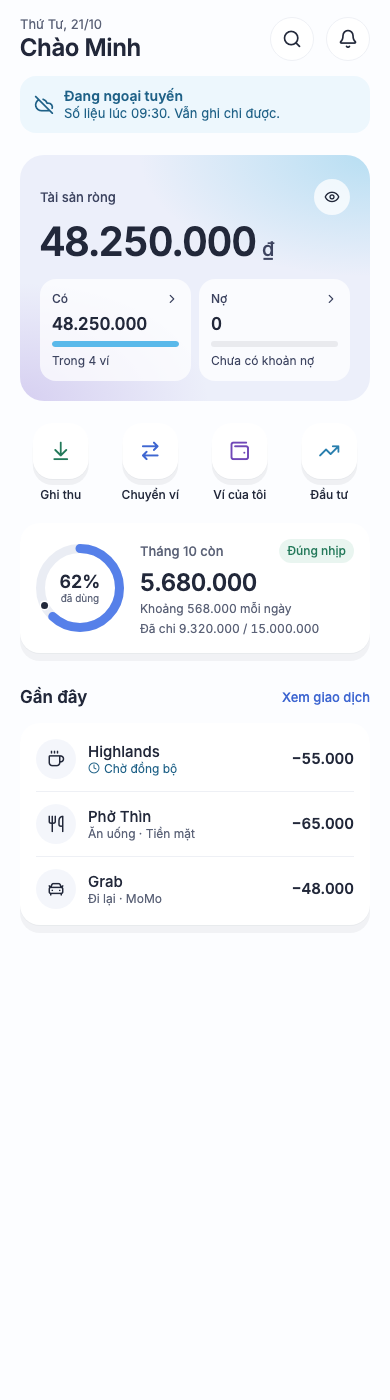 Thứ Tư, 21/10
Chào Minh
Đang ngoại tuyến
Số liệu lúc 09:30. Vẫn ghi chi được.
Tài sản ròng
48.250.000 ₫
Có
48.250.000
Trong 4 ví
Nợ
0
Chưa có khoản nợ
Ghi thu
Chuyển ví
Ví của tôi
Đầu tư
62%
đã dùng
Tháng 10 còn
Đúng nhịp
5.680.000
Khoảng 568.000 mỗi ngày
Đã chi 9.320.000 / 15.000.000
Gần đây
Xem giao dịch
Highlands
Chờ đồng bộ
−55.000
Phở Thìn
Ăn uống · Tiền mặt
−65.000
Grab
Đi lại · MoMo
−48.000